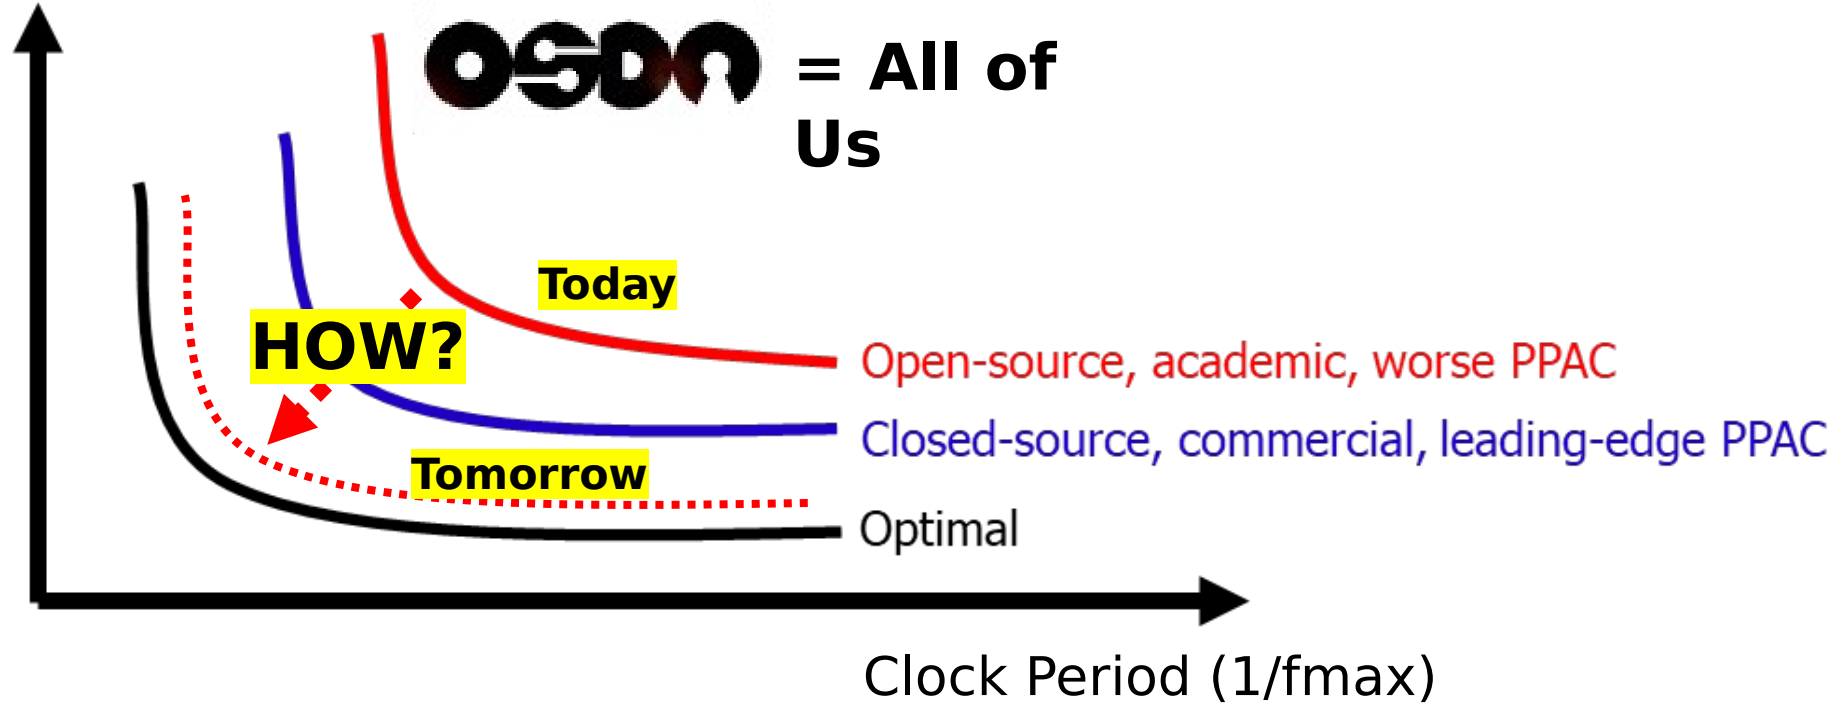 OSDA = All of
Us
Today
HOW?
Open-source, academic, worse PPAC
Closed-source, commercial, leading-edge PPAC
Tomorrow
Optimal
Clock Period (1/fmax)